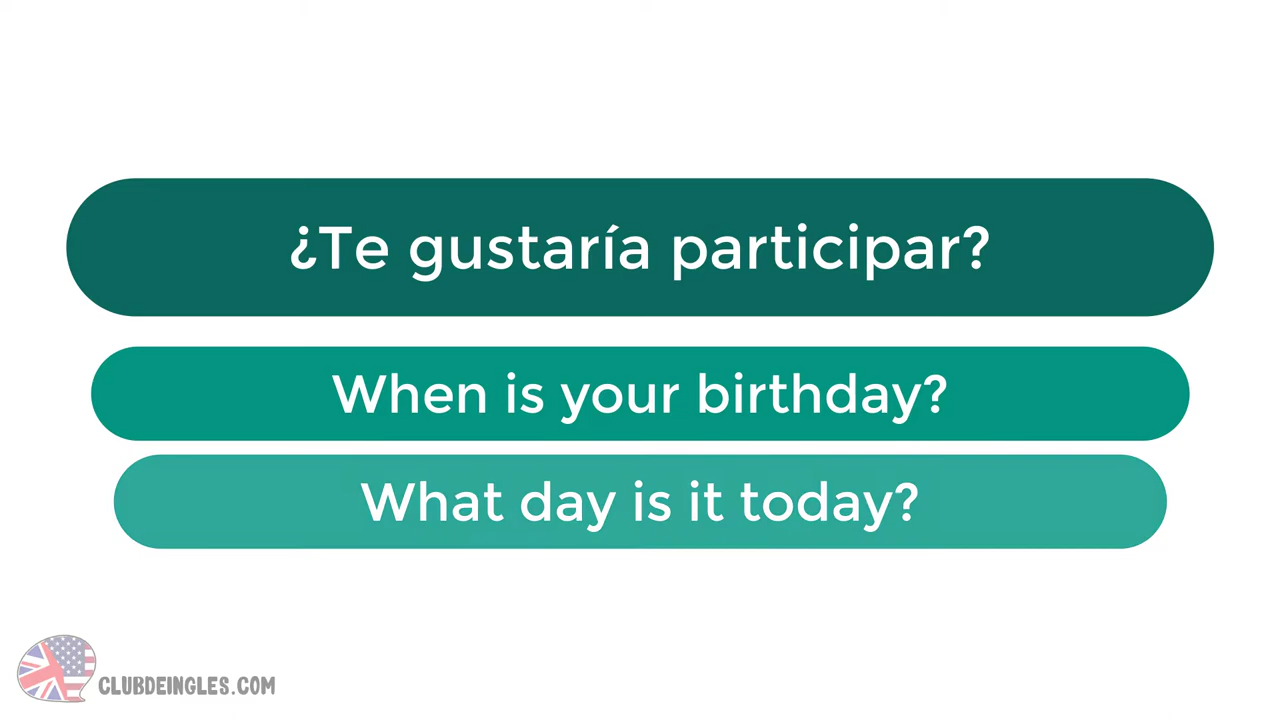 ¿Te gustaría participar?
When is your birthday?
What day is it today?
CLUBDEINGLES.COM